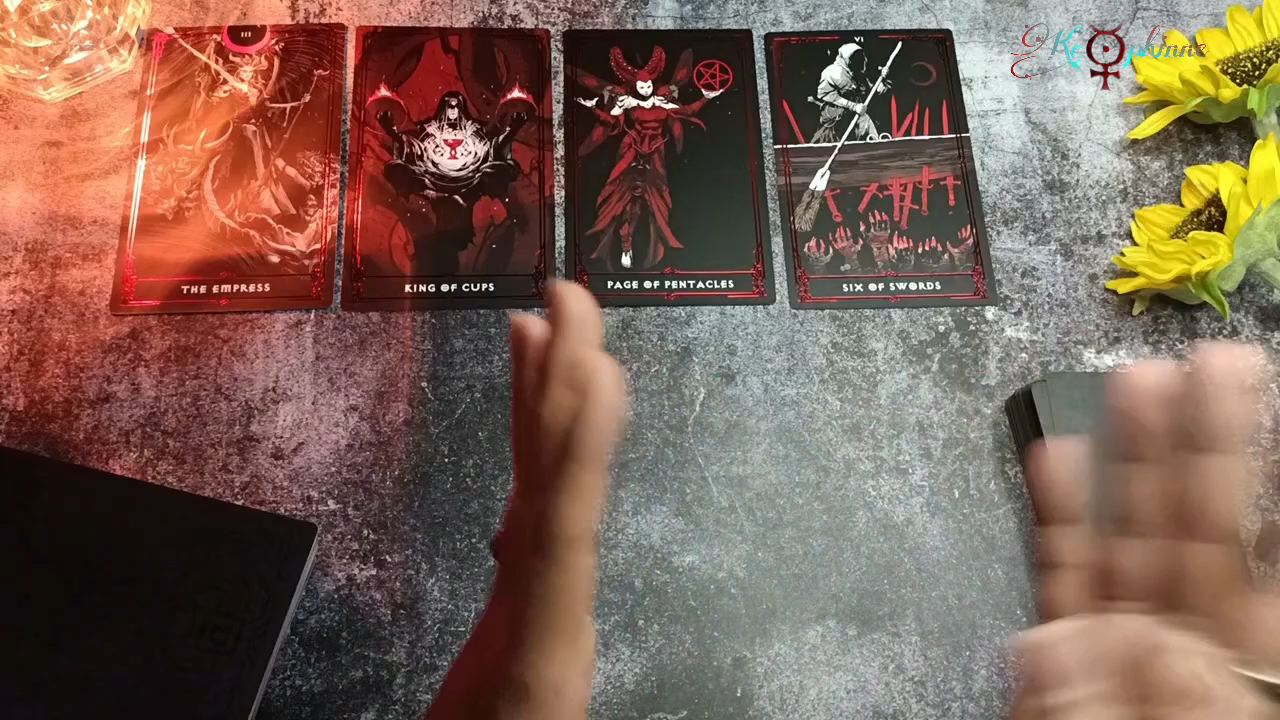 III
THE EMPRESS
KING OF CUPS
PAGE OF PENTACLES
VI
SIX OF SWORDS